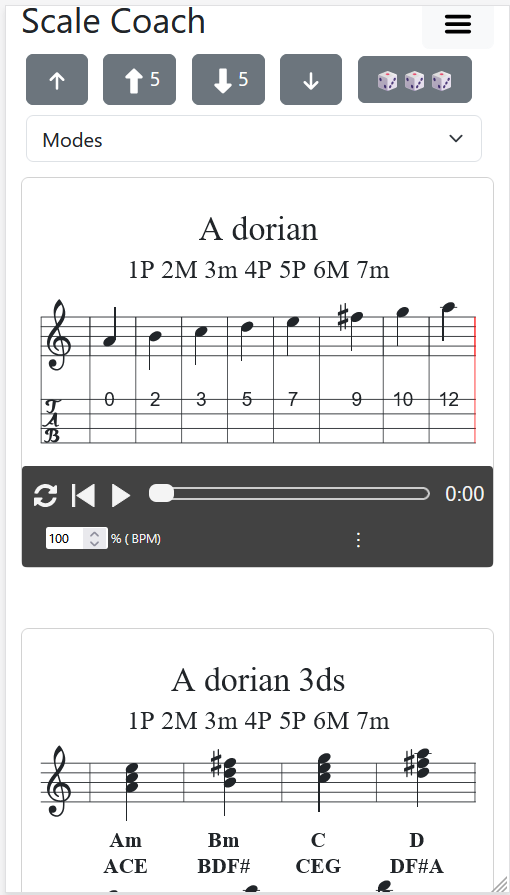 Scale Coach
↑ ⬆ 5 ⬇ 5 ↓
Modes
A dorian
1P 2M 3m 4P 5P 6M 7m
0 2 3 5 7 9 10 12
T
A
B
0:00
100 % ( BPM)
A dorian 3ds
1P 2M 3m 4P 5P 6M 7m
Am Bm C D
ACE BDF# CEG DF#A